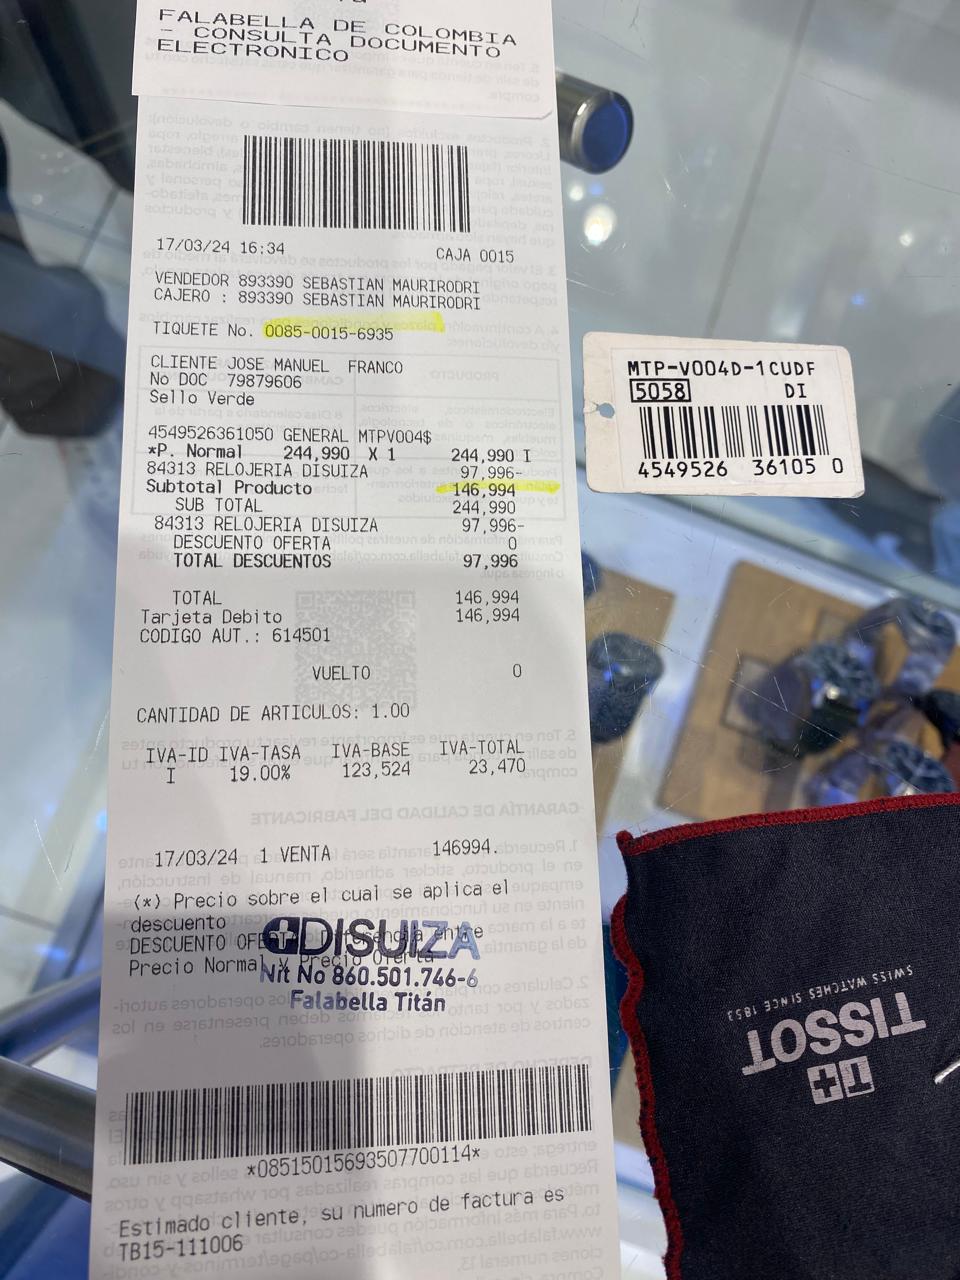 FALABELLA DE COLOMBIA
- CONSULTA DOCUMENTO
ELECTRONICO
17/03/24 16:34 CAJA 0015
VENDEDOR 893390 SEBASTIAN MAURIRODRI
CAJERO : 893390 SEBASTIAN MAURIRODRI
TIQUETE No. 0085-0015-6935
CLIENTE JOSE MANUEL FRANCO
No DOC 79879606
Sello Verde
4549526361050 GENERAL MTPV004$
*P. Normal 244,990 X 1 244,990 I
84313 RELOJERIA DISUIZA 97,996-
Subtotal Producto 146,994
SUB TOTAL 244,990
84313 RELOJERIA DISUIZA 97,996-
DESCUENTO OFERTA 0
TOTAL DESCUENTOS 97,996
TOTAL 146,994
Tarjeta Debito 146,994
CODIGO AUT.: 614501
VUELTO 0
CANTIDAD DE ARTICULOS: 1.00
IVA-ID IVA-TASA IVA-BASE IVA-TOTAL
I 19.00% 123,524 23,470
17/03/24 1 VENTA 146994.
(*) Precio sobre el cual se aplica el
descuento
DESCUENTO OFERTA diferencia entre
Precio Normal y Precio Oferta
DISUIZA
Nit No 860.501.746-6
Falabella Titán
*08515015693507700114*
Estimado cliente, su numero de factura es
TB15-111006
MTP-V004D-1CUDF
5058 DI
4549526 36105 0
TISSOT
SWISS WATCHES SINCE 1853